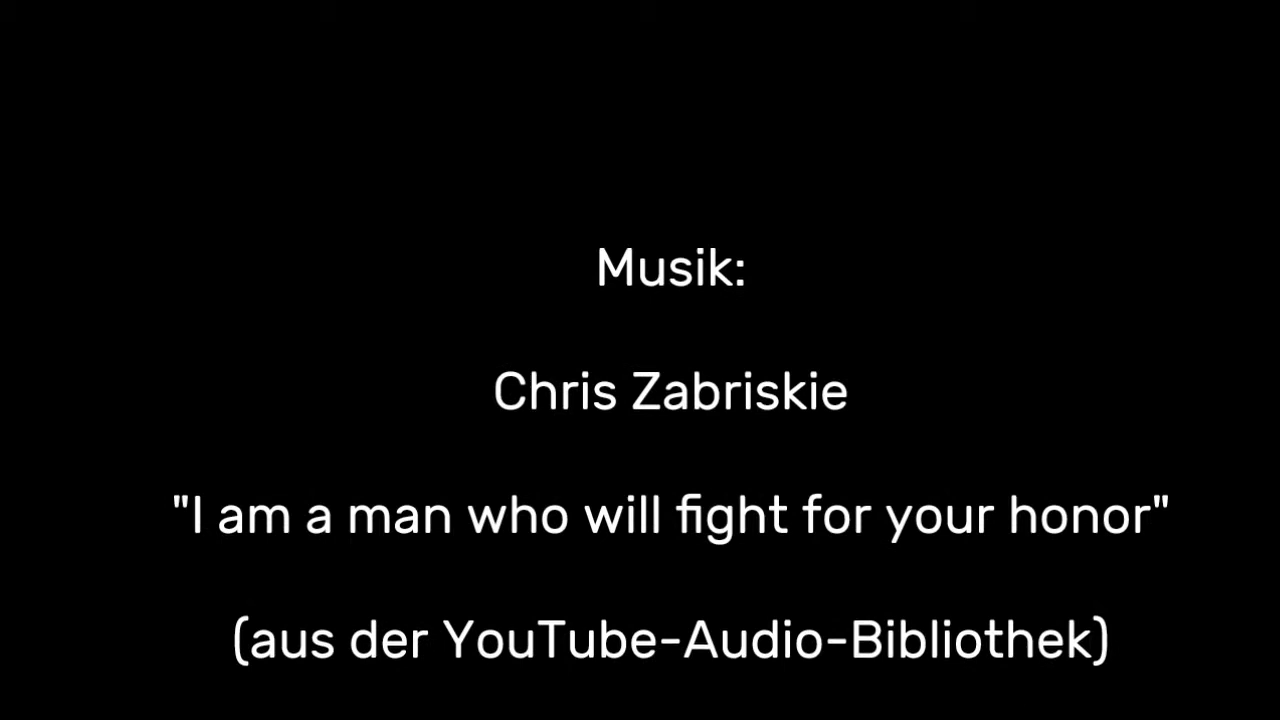 Musik:
Chris Zabriskie
"I am a man who will fight for your honor"
(aus der YouTube-Audio-Bibliothek)